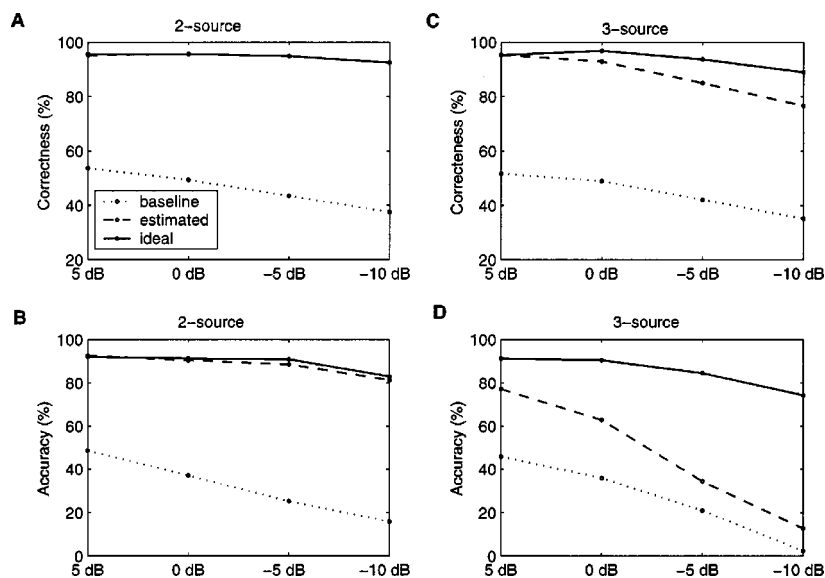 A
2-source
100
80
60
40
20
Correctness (%)
baseline
estimated
ideal
5 dB
0 dB
-5 dB
-10 dB
C
3-source
100
80
60
40
20
Correcteness (%)
5 dB
0 dB
-5 dB
-10 dB
B
2-source
100
80
60
40
20
0
Accuracy (%)
5 dB
0 dB
-5 dB
-10 dB
D
3-source
100
80
60
40
20
0
Accuracy (%)
5 dB
0 dB
-5 dB
-10 dB